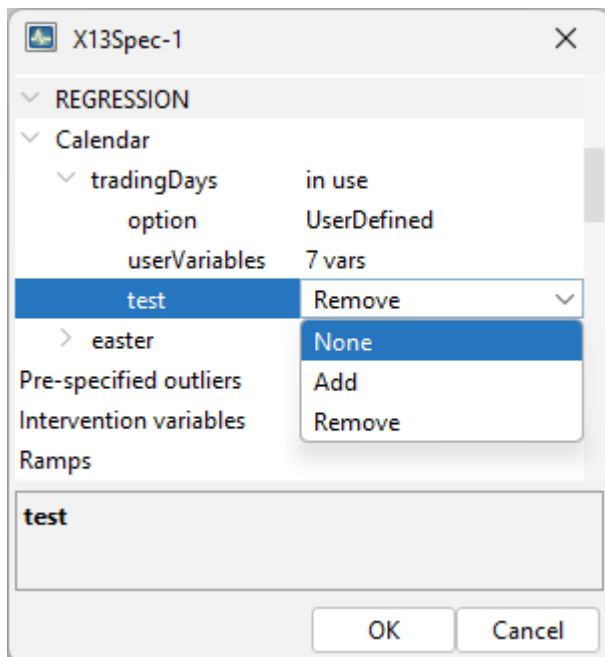 X13Spec-1
REGRESSION
Calendar
tradingDays in use
option UserDefined
userVariables 7 vars
test Remove
easter None
Add
Pre-specified outliers
Intervention variables Remove
Ramps
test
OK Cancel